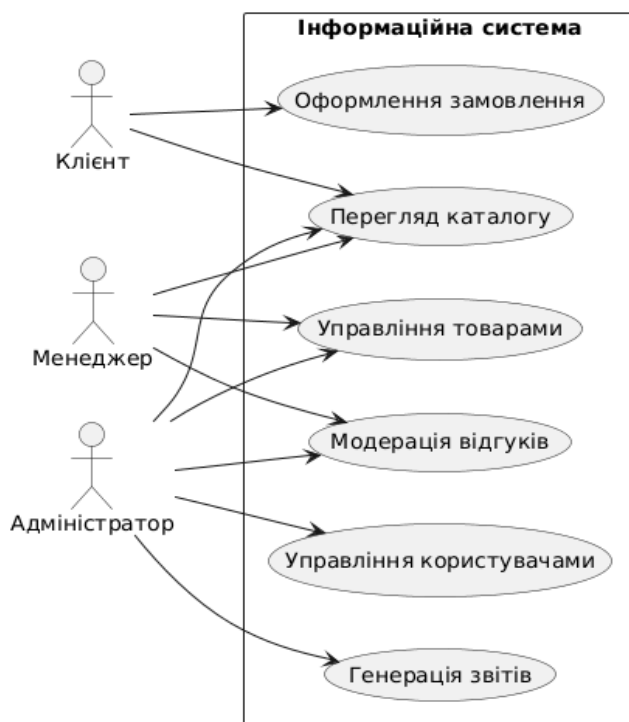 Інформаційна система
Оформлення замовлення
Клієнт
Перегляд каталогу
Управління товарами
Менеджер
Модерація відгуків
Адміністратор
Управління користувачами
Генерація звітів